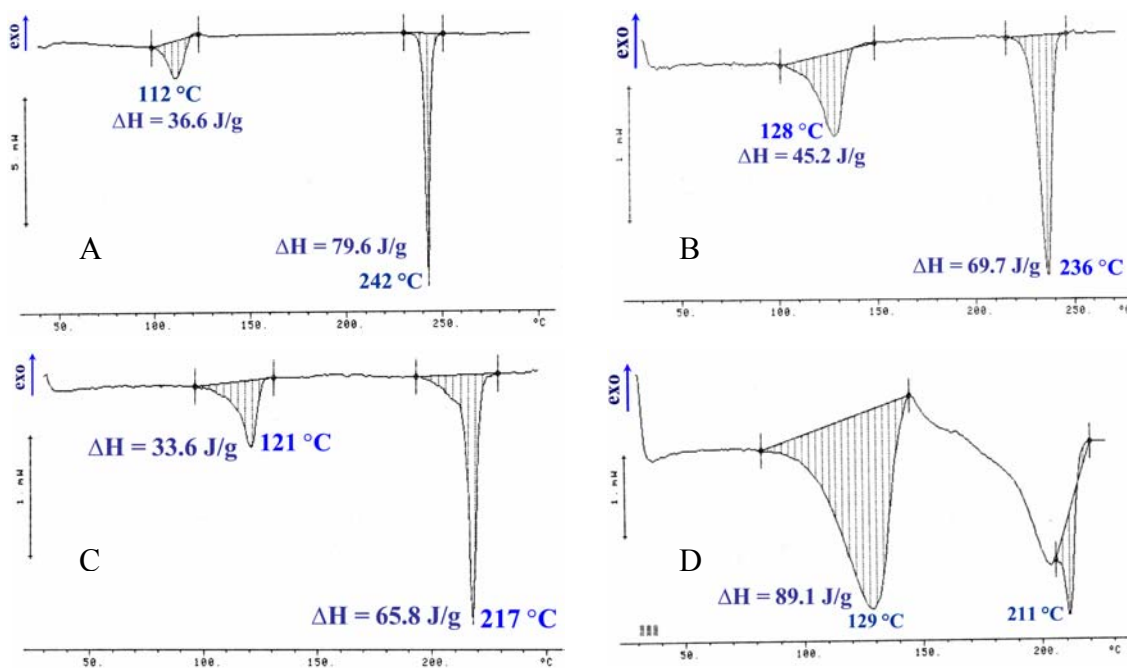 exo
112 °C
ΔH = 36.6 J/g
5 mW
A
ΔH = 79.6 J/g
242 °C
50. 100. 150. 200. 250. °C
exo
128 °C
ΔH = 45.2 J/g
1 mW
B
ΔH = 69.7 J/g 236 °C
50. 100. 150. 200. 250. °C
exo
ΔH = 33.6 J/g 121 °C
1. mW
C
ΔH = 65.8 J/g 217 °C
50. 100. 150. 200. °C
exo
1. mW
D
ΔH = 89.1 J/g
129 °C
211 °C
50. 100. 150. 200. °C